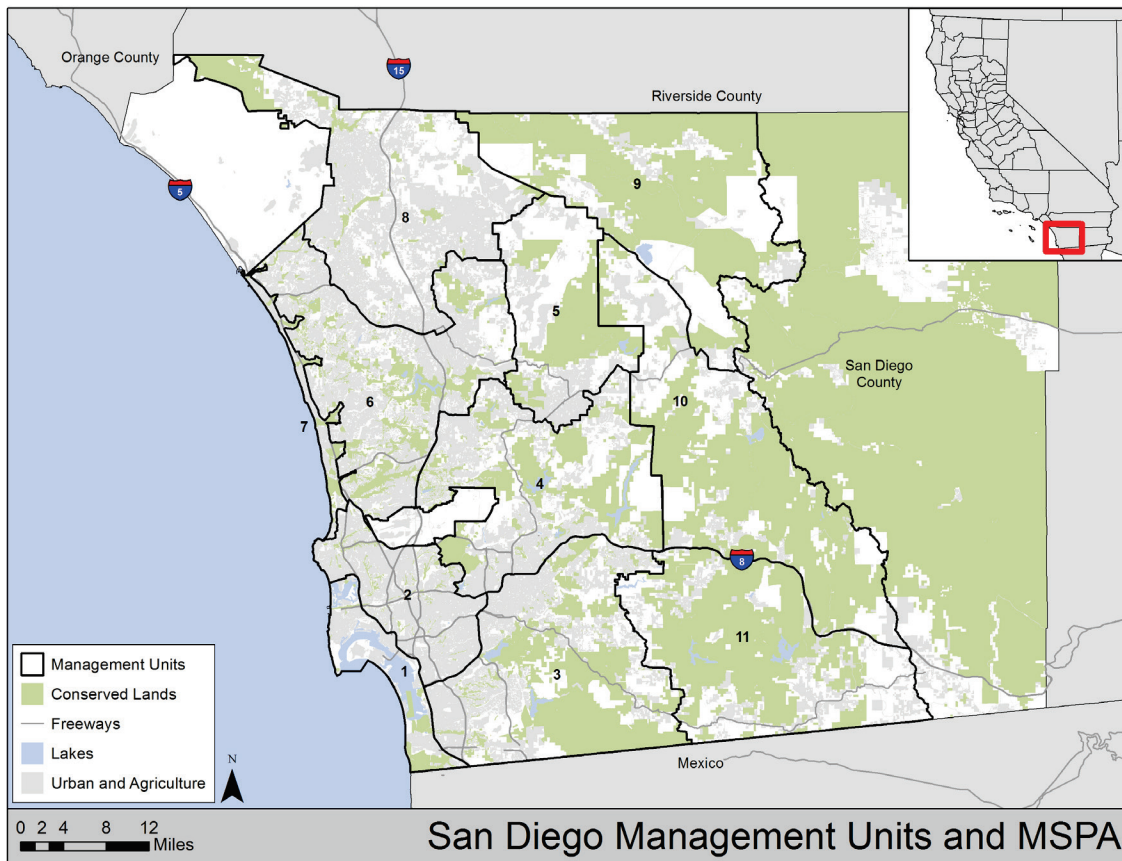 Orange County
15
Riverside County
5
9
8
5
San Diego
County
10
6
7
4
8
2
11
1
3
Mexico
Management Units
Conserved Lands
Freeways
Lakes
Urban and Agriculture
N
0 2 4 8 12
Miles
San Diego Management Units and MSPA